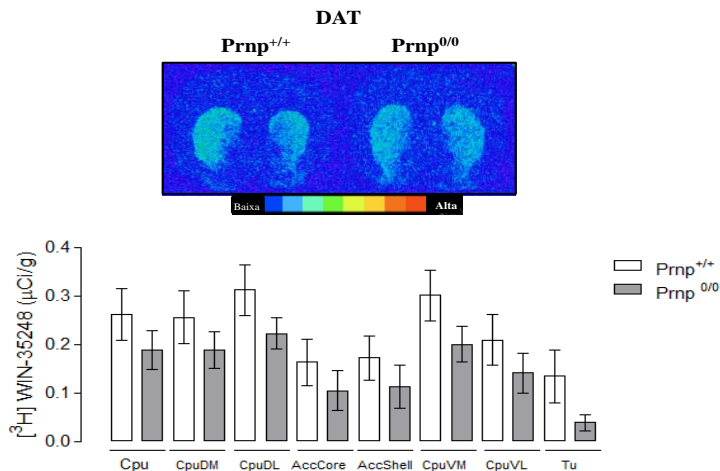 DAT
Prnp+/+ Prnp0/0
Baixa Alta
[3H] WIN-35248 (µCi/g)
0.4
0.3
0.2
0.1
0.0
Prnp+/+
Prnp 0/0
Cpu CpuDM CpuDL AccCore AccShell CpuVM CpuVL Tu